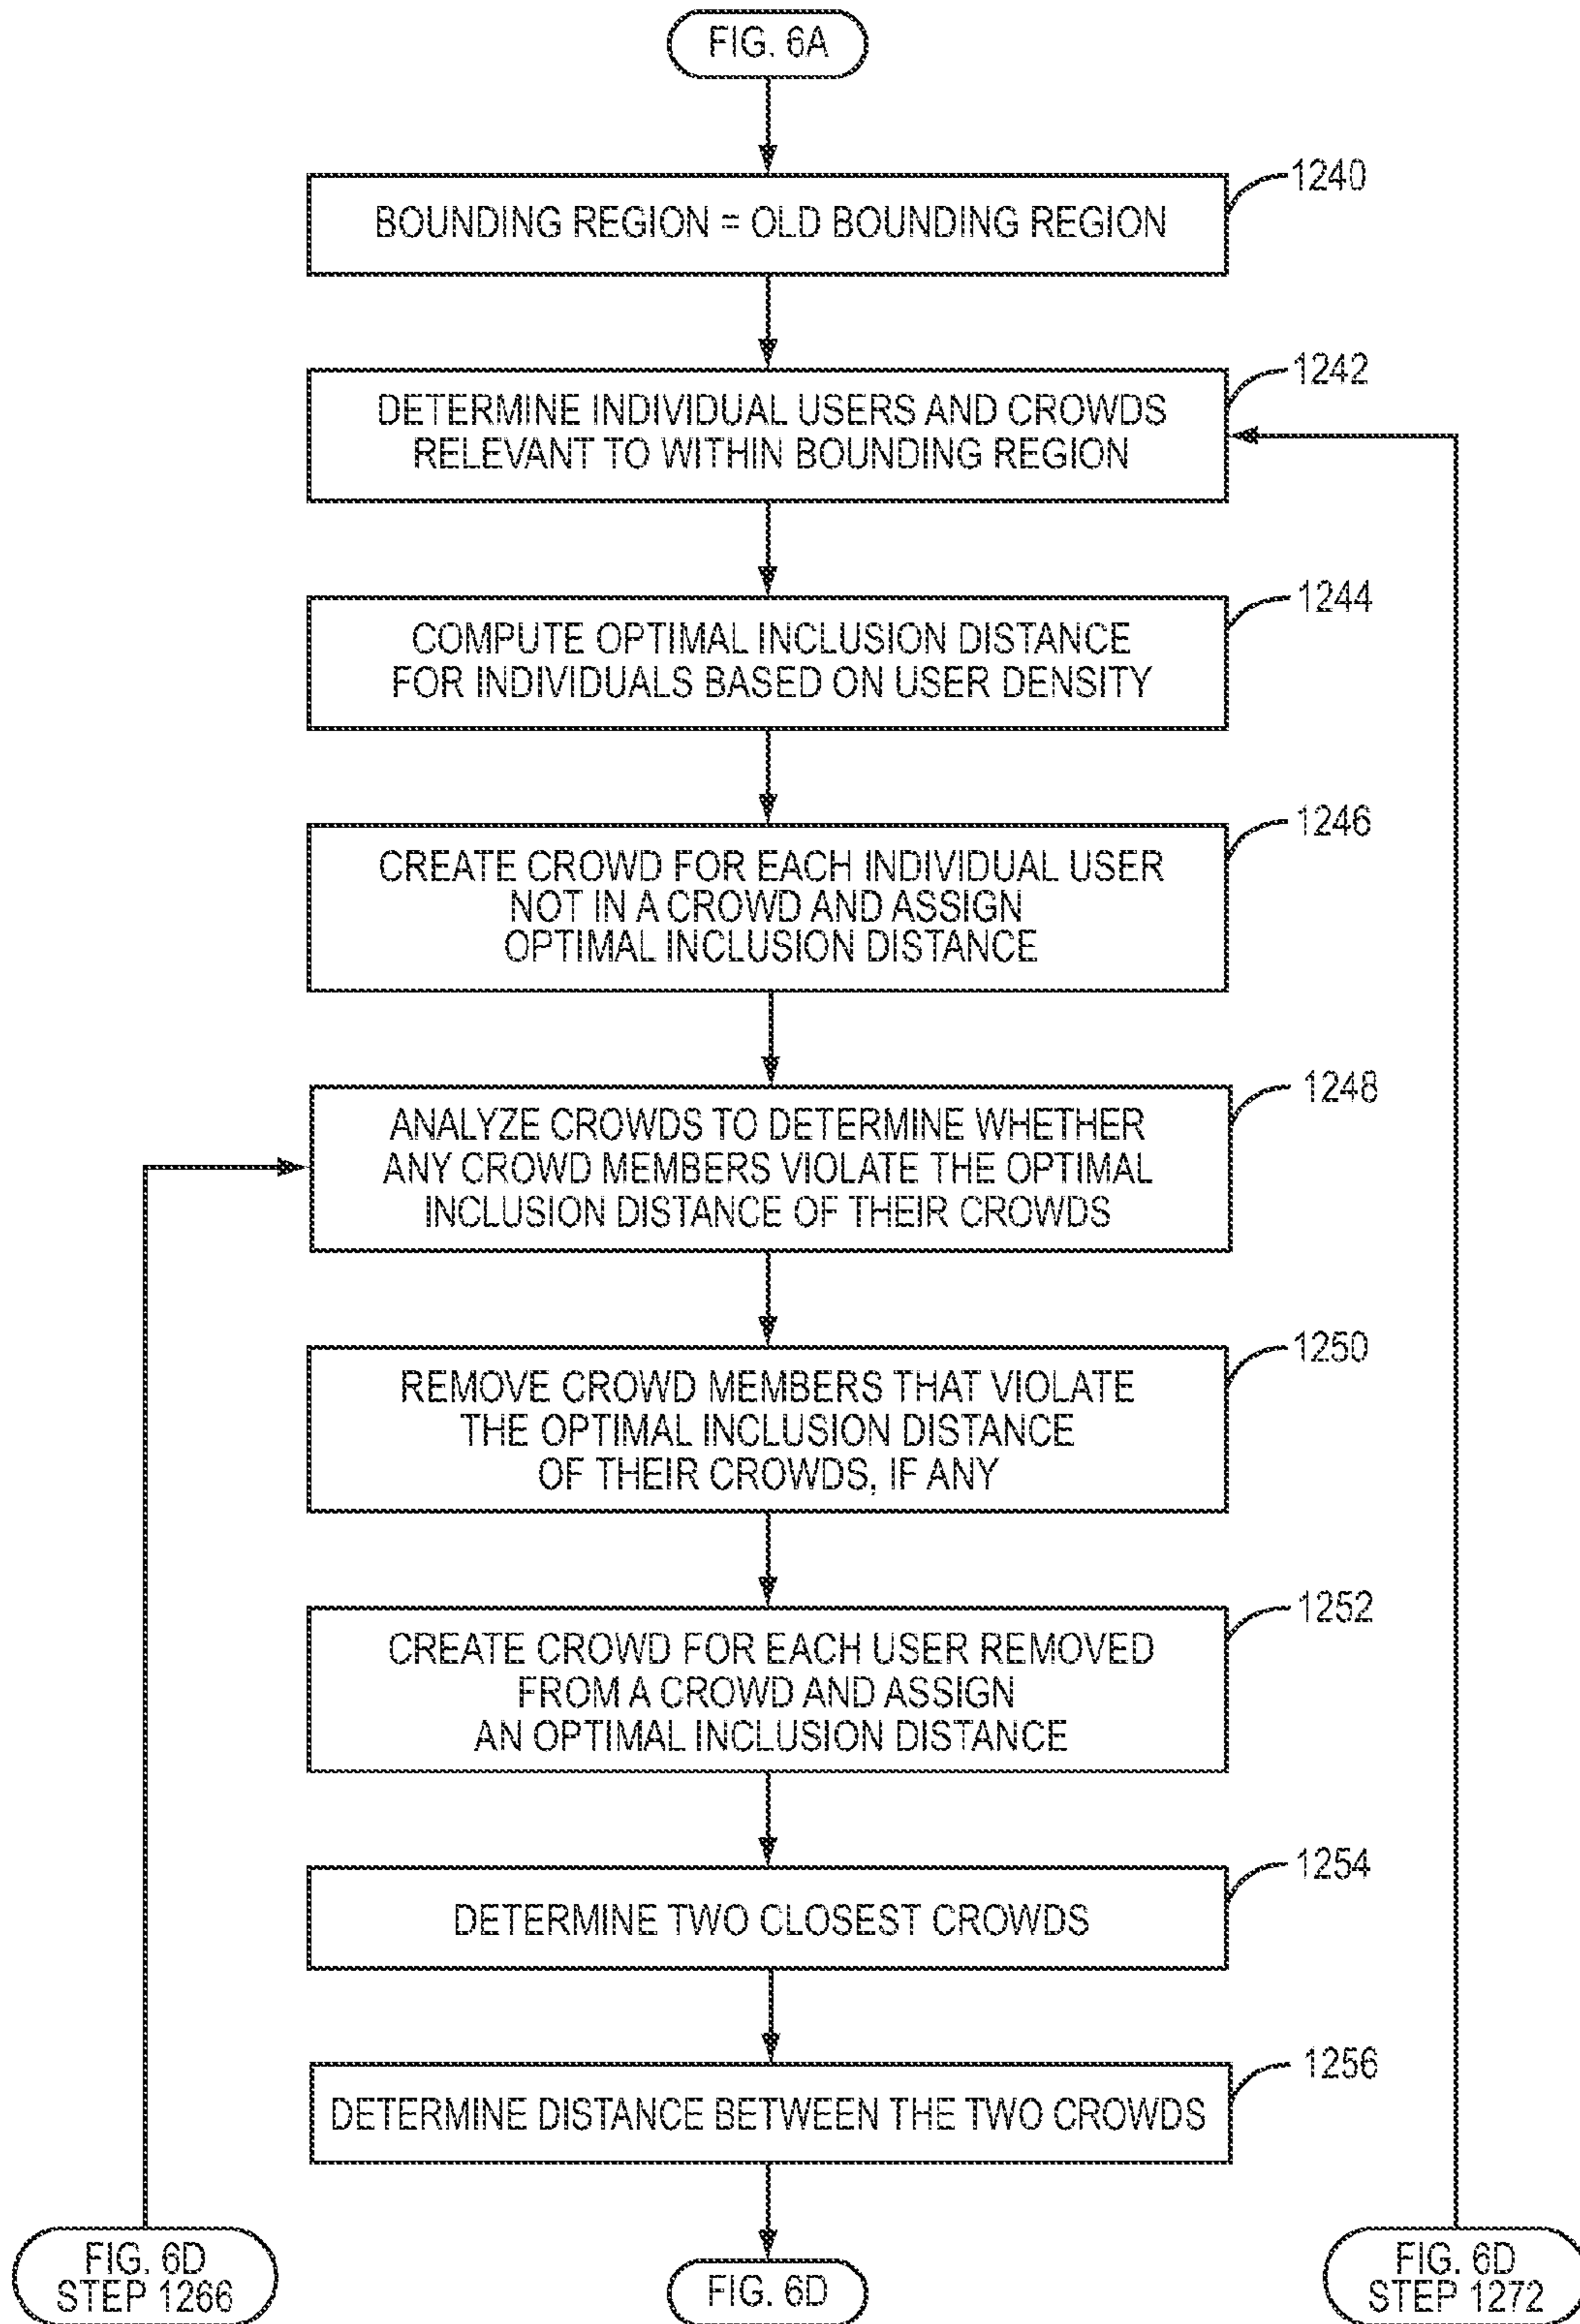 FIG. 6A
1240
BOUNDING REGION = OLD BOUNDING REGION
1242
DETERMINE INDIVIDUAL USERS AND CROWDS
RELEVANT TO WITHIN BOUNDING REGION
1244
COMPUTE OPTIMAL INCLUSION DISTANCE
FOR INDIVIDUALS BASED ON USER DENSITY
1246
CREATE CROWD FOR EACH INDIVIDUAL USER
NOT IN A CROWD AND ASSIGN
OPTIMAL INCLUSION DISTANCE
1248
ANALYZE CROWDS TO DETERMINE WHETHER
ANY CROWD MEMBERS VIOLATE THE OPTIMAL
INCLUSION DISTANCE OF THEIR CROWDS
1250
REMOVE CROWD MEMBERS THAT VIOLATE
THE OPTIMAL INCLUSION DISTANCE
OF THEIR CROWDS, IF ANY
1252
CREATE CROWD FOR EACH USER REMOVED
FROM A CROWD AND ASSIGN
AN OPTIMAL INCLUSION DISTANCE
1254
DETERMINE TWO CLOSEST CROWDS
1256
DETERMINE DISTANCE BETWEEN THE TWO CROWDS
FIG. 6D
STEP 1266
FIG. 6D
FIG. 6D
STEP 1272